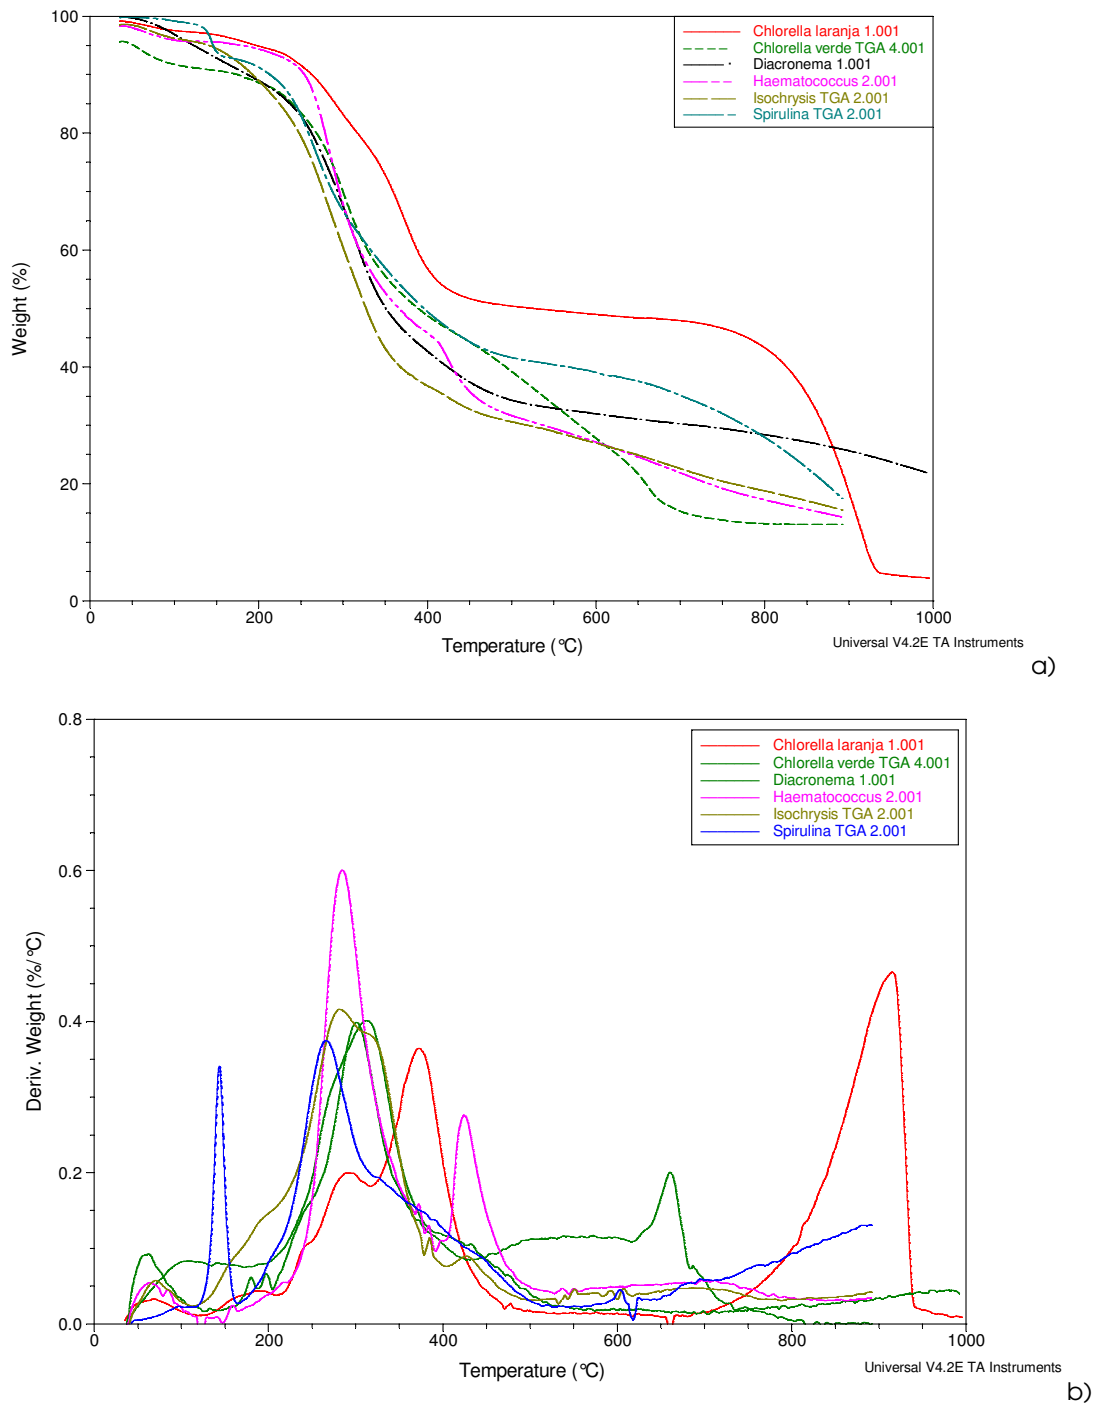 100
80
60
40
20
0
Weight (%)
Chlorella laranja 1.001
Chlorella verde TGA 4.001
Diacronema 1.001
Haematococcus 2.001
Isochrysis TGA 2.001
Spirulina TGA 2.001
0 200 400 600 800 1000
Temperature (°C)
Universal V4.2E TA Instruments
a)
0.8
0.6
0.4
0.2
0.0
Deriv. Weight (%/°C)
Chlorella laranja 1.001
Chlorella verde TGA 4.001
Diacronema 1.001
Haematococcus 2.001
Isochrysis TGA 2.001
Spirulina TGA 2.001
0 200 400 600 800 1000
Temperature (°C)
Universal V4.2E TA Instruments
b)